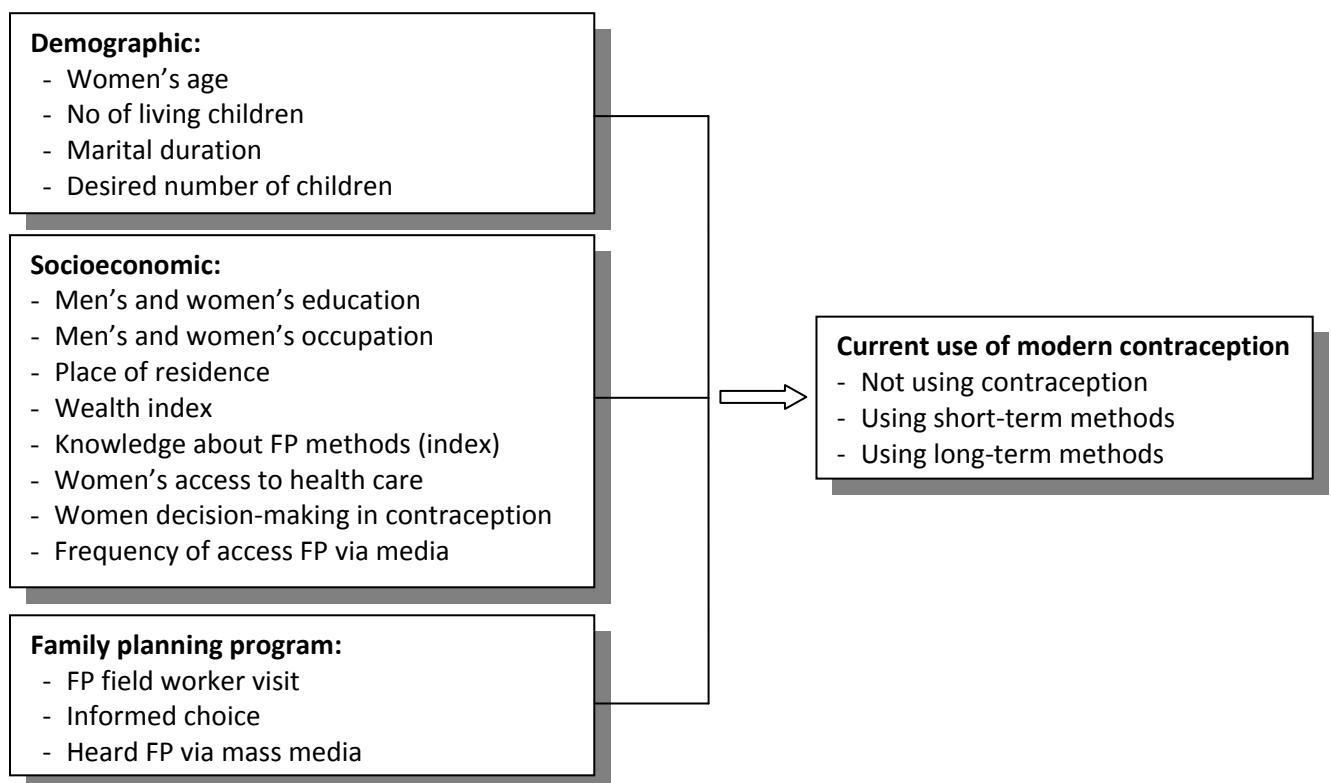 Demographic:
- Women’s age
- No of living children
- Marital duration
- Desired number of children
Socioeconomic:
- Men’s and women’s education
- Men’s and women’s occupation
- Place of residence
- Wealth index
- Knowledge about FP methods (index)
- Women’s access to health care
- Women decision-making in contraception
- Frequency of access FP via media
Family planning program:
- FP field worker visit
- Informed choice
- Heard FP via mass media
Current use of modern contraception
- Not using contraception
- Using short-term methods
- Using long-term methods